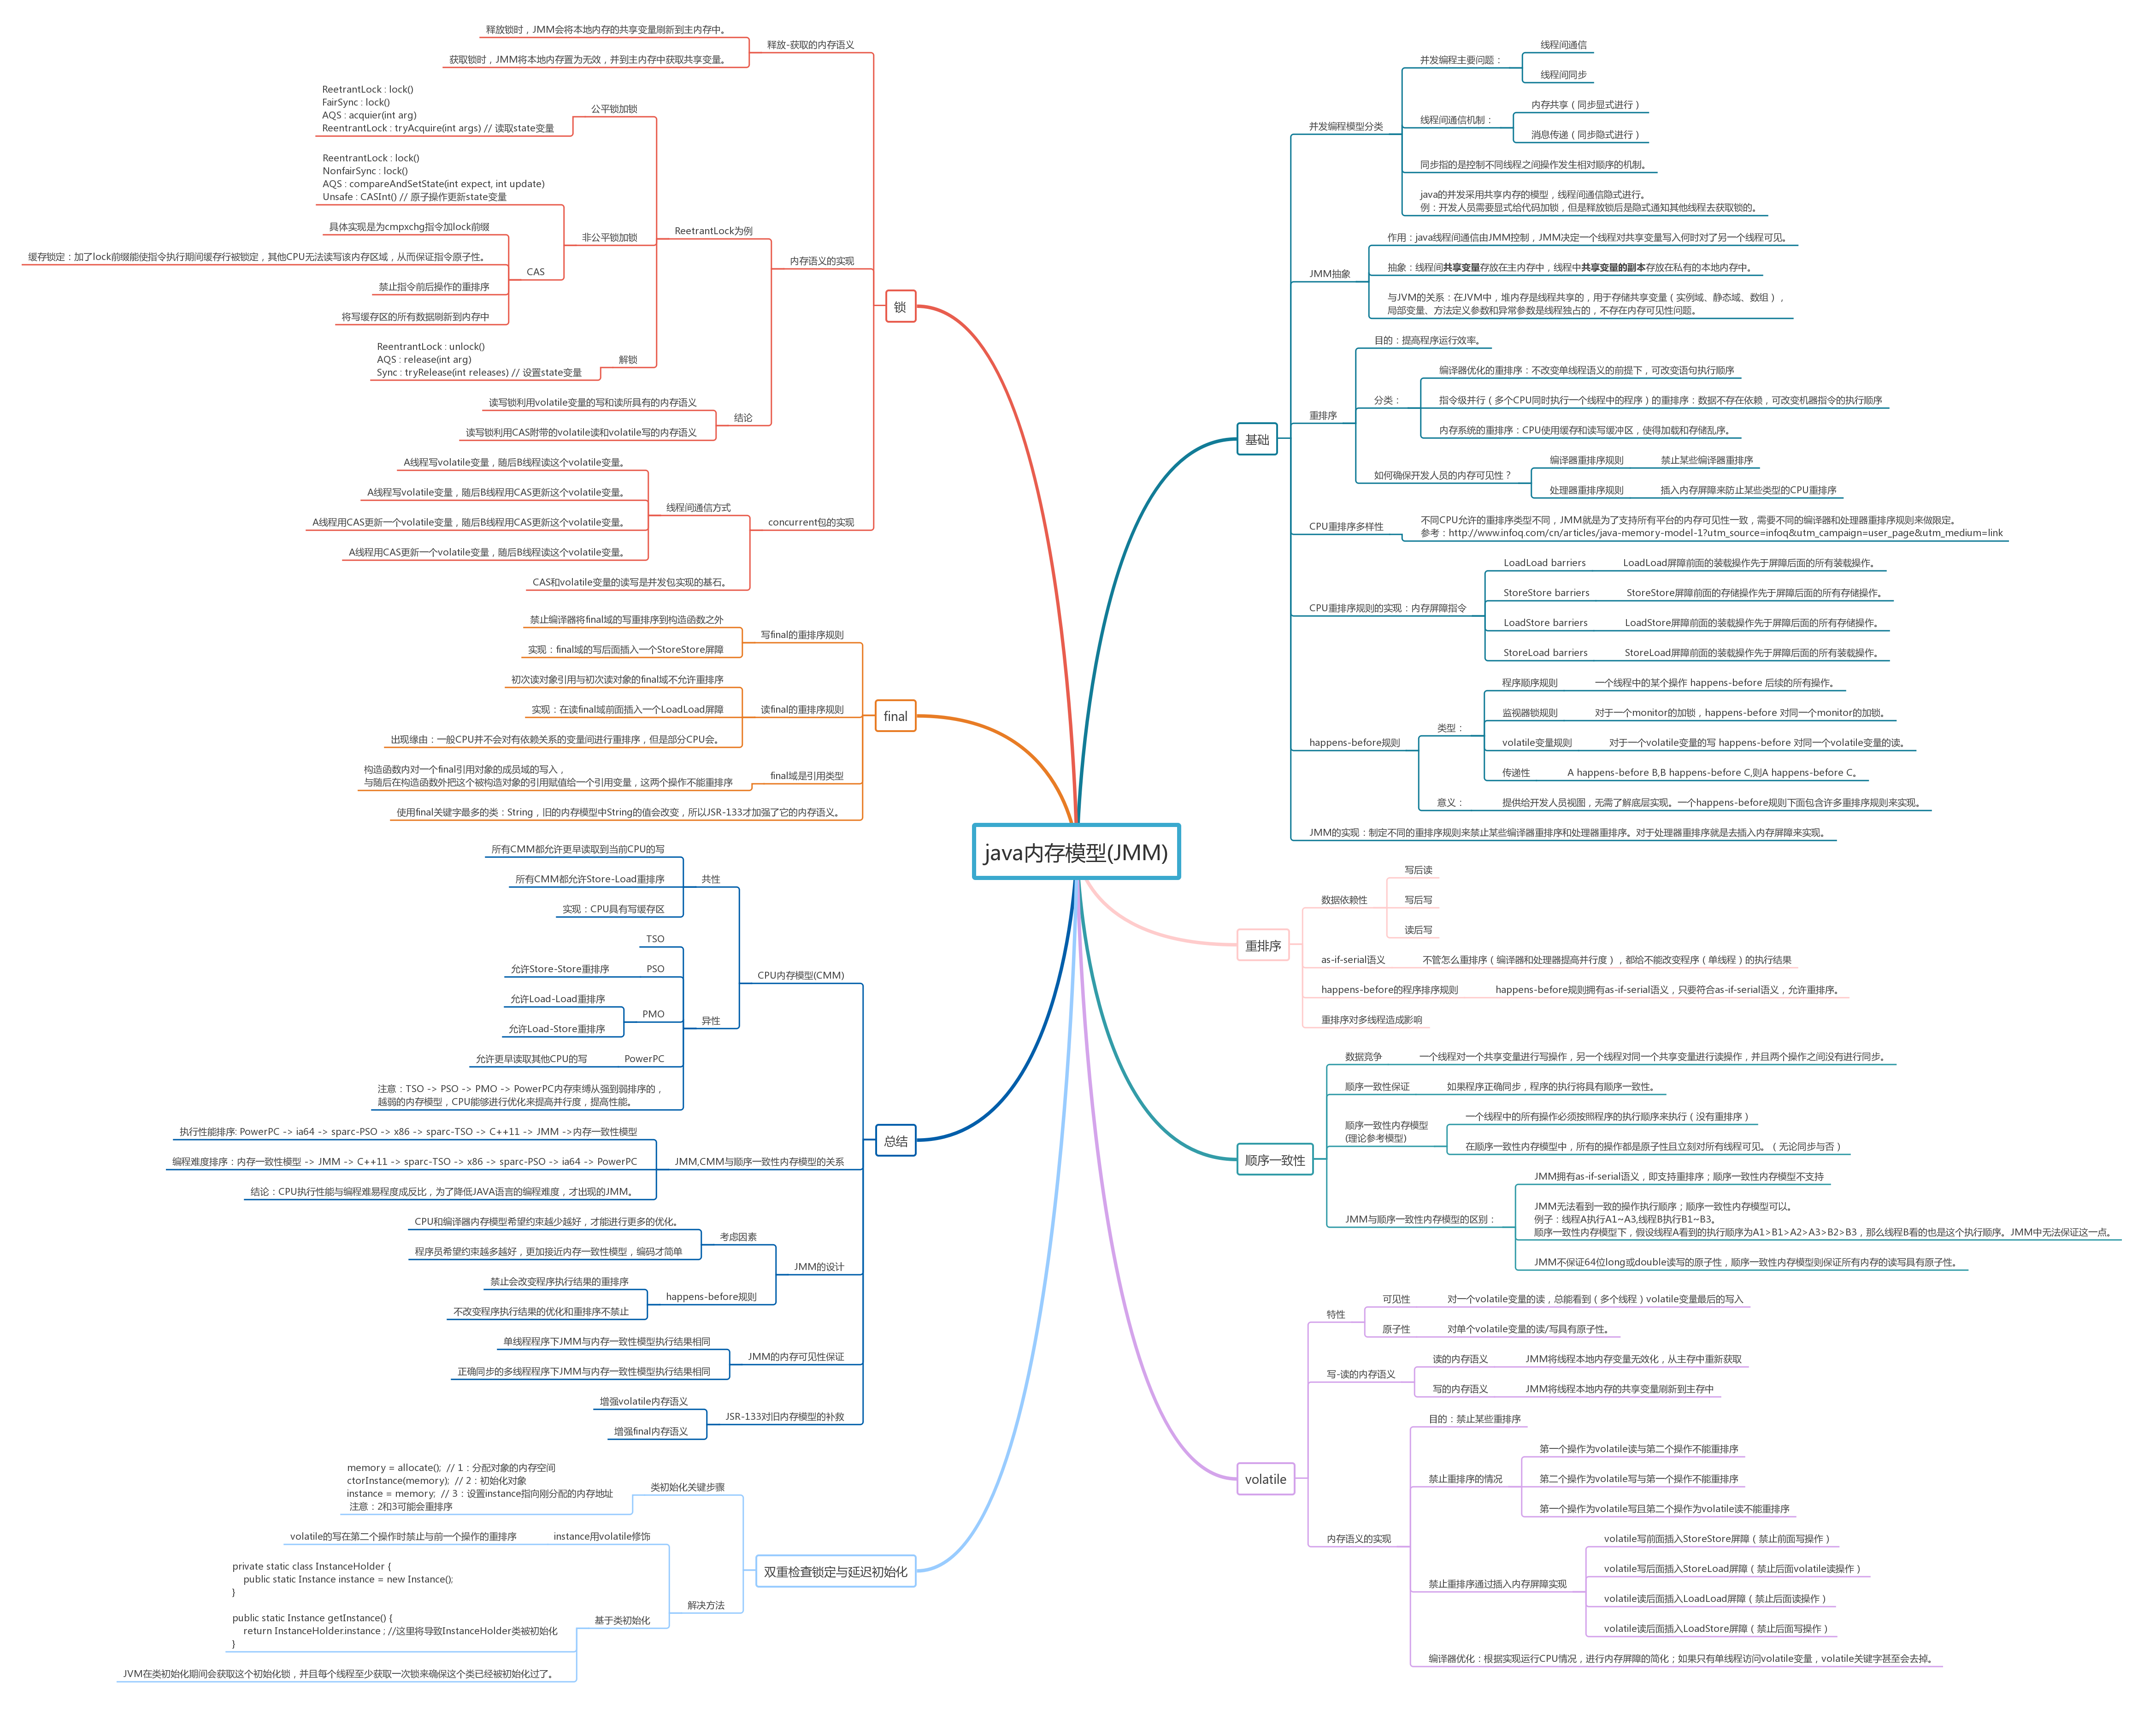 java内存模型(JMM)
基础
并发编程模型分类
并发编程主要问题：
线程间通信
线程间同步
线程间通信机制：
内存共享（同步显式进行）
消息传递（同步隐式进行）
同步指的是控制不同线程之间操作发生相对顺序的机制。
java的并发采用共享内存的模型，线程间通信隐式进行。
例：开发人员需要显式给代码加锁，但是释放锁后是隐式通知其他线程去获取锁的。
JMM抽象
作用：java线程间通信由JMM控制，JMM决定一个线程对共享变量写入何时对了另一个线程可见。
抽象：线程间共享变量存放在主内存中，线程中共享变量的副本存放在私有的本地内存中。
与JVM的关系：在JVM中，堆内存是线程共享的，用于存储共享变量（实例域、静态域、数组），
局部变量、方法定义参数和异常参数是线程独占的，不存在内存可见性问题。
重排序
目的：提高程序运行效率。
分类：
编译器优化的重排序：不改变单线程语义的前提下，可改变语句执行顺序
指令级并行（多个CPU同时执行一个线程中的程序）的重排序：数据不存在依赖，可改变机器指令的执行顺序
内存系统的重排序：CPU使用缓存和读写缓冲区，使得加载和存储乱序。
如何确保开发人员的内存可见性？
编译器重排序规则
禁止某些编译器重排序
处理器重排序规则
插入内存屏障来防止某些类型的CPU重排序
CPU重排序多样性
不同CPU允许的重排序类型不同，JMM就是为了支持所有平台的内存可见性一致，需要不同的编译器和处理器重排序规则来做限定。
参考：http://www.infoq.com/cn/articles/java-memory-model-1?utm_source=infoq&utm_campaign=user_page&utm_medium=link
CPU重排序规则的实现：内存屏障指令
LoadLoad barriers
LoadLoad屏障前面的装载操作先于屏障后面的所有装载操作。
StoreStore barriers
StoreStore屏障前面的存储操作先于屏障后面的所有存储操作。
LoadStore barriers
LoadStore屏障前面的装载操作先于屏障后面的所有存储操作。
StoreLoad barriers
StoreLoad屏障前面的装载操作先于屏障后面的所有装载操作。
happens-before规则
类型：
程序顺序规则
一个线程中的某个操作 happens-before 后续的所有操作。
监视器锁规则
对于一个monitor的加锁，happens-before 对同一个monitor的加锁。
volatile变量规则
对于一个volatile变量的写 happens-before 对同一个volatile变量的读。
传递性
A happens-before B,B happens-before C,则A happens-before C。
意义：
提供给开发人员视图，无需了解底层实现。一个happens-before规则下面包含许多重排序规则来实现。
JMM的实现：制定不同的重排序规则来禁止某些编译器重排序和处理器重排序。对于处理器重排序就是去插入内存屏障来实现。
重排序
数据依赖性
写后读
写后写
读后写
as-if-serial语义
不管怎么重排序（编译器和处理器提高并行度），都给不能改变程序（单线程）的执行结果
happens-before的程序排序规则
happens-before规则拥有as-if-serial语义，只要符合as-if-serial语义，允许重排序。
重排序对多线程造成影响
顺序一致性
数据竞争
一个线程对一个共享变量进行写操作，另一个线程对同一个共享变量进行读操作，并且两个操作之间没有进行同步。
顺序一致性保证
如果程序正确同步，程序的执行将具有顺序一致性。
顺序一致性内存模型
(理论参考模型)
一个线程中的所有操作必须按照程序的执行顺序来执行（没有重排序）
在顺序一致性内存模型中，所有的操作都是原子性且立刻对所有线程可见。（无论同步与否）
JMM与顺序一致性内存模型的区别：
JMM拥有as-if-serial语义，即支持重排序；顺序一致性内存模型不支持
JMM无法看到一致的操作执行顺序；顺序一致性内存模型可以。
例子：线程A执行A1~A3,线程B执行B1~B3。
顺序一致性内存模型下，假设线程A看到的执行顺序为A1>B1>A2>A3>B2>B3，那么线程B看的也是这个执行顺序。JMM中无法保证这一点。
JMM不保证64位long或double读写的原子性，顺序一致性内存模型则保证所有内存的读写具有原子性。
volatile
特性
可见性
对一个volatile变量的读，总能看到（多个线程）volatile变量最后的写入
原子性
对单个volatile变量的读/写具有原子性。
写-读的内存语义
读的内存语义
JMM将线程本地内存变量无效化，从主存中重新获取
写的内存语义
JMM将线程本地内存的共享变量刷新到主存中
内存语义的实现
目的：禁止某些重排序
禁止重排序的情况
第一个操作为volatile读与第二个操作不能重排序
第二个操作为volatile写与第一个操作不能重排序
第一个操作为volatile写且第二个操作为volatile读不能重排序
禁止重排序通过插入内存屏障实现
volatile写前面插入StoreStore屏障（禁止前面写操作）
volatile写后面插入StoreLoad屏障（禁止后面volatile读操作）
volatile读后面插入LoadLoad屏障（禁止后面读操作）
volatile读后面插入LoadStore屏障（禁止后面写操作）
编译器优化：根据实现运行CPU情况，进行内存屏障的简化；如果只有单线程访问volatile变量，volatile关键字甚至会去掉。
锁
释放-获取的内存语义
释放锁时，JMM会将本地内存的共享变量刷新到主内存中。
获取锁时，JMM将本地内存置为无效，并到主内存中获取共享变量。
内存语义的实现
ReetrantLock为例
公平锁加锁
ReetrantLock : lock()
FairSync : lock()
AQS : acquier(int arg)
ReentrantLock : tryAcquire(int args) // 读取state变量
非公平锁加锁
ReentrantLock : lock()
NonfairSync : lock()
AQS : compareAndSetState(int expect, int update)
Unsafe : CASInt() // 原子操作更新state变量
CAS
具体实现是为cmpxchg指令加lock前缀
缓存锁定：加了lock前缀能使指令执行期间缓存行被锁定，其他CPU无法读写该内存区域，从而保证指令原子性。
禁止指令前后操作的重排序
将写缓存区的所有数据刷新到内存中
解锁
ReentrantLock : unlock()
AQS : release(int arg)
Sync : tryRelease(int releases) // 设置state变量
结论
读写锁利用volatile变量的写和读所具有的内存语义
读写锁利用CAS附带的volatile读和volatile写的内存语义
concurrent包的实现
线程间通信方式
A线程写volatile变量，随后B线程读这个volatile变量。
A线程写volatile变量，随后B线程用CAS更新这个volatile变量。
A线程用CAS更新一个volatile变量，随后B线程用CAS更新这个volatile变量。
A线程用CAS更新一个volatile变量，随后B线程读这个volatile变量。
CAS和volatile变量的读写是并发包实现的基石。
final
写final的重排序规则
禁止编译器将final域的写重排序到构造函数之外
实现：final域的写后面插入一个StoreStore屏障
读final的重排序规则
初次读对象引用与初次读对象的final域不允许重排序
实现：在读final域前面插入一个LoadLoad屏障
出现缘由：一般CPU并不会对有依赖关系的变量间进行重排序，但是部分CPU会。
final域是引用类型
构造函数内对一个final引用对象的成员域的写入，
与随后在构造函数外把这个被构造对象的引用赋值给一个引用变量，这两个操作不能重排序
使用final关键字最多的类：String，旧的内存模型中String的值会改变，所以JSR-133才加强了它的内存语义。
总结
CPU内存模型(CMM)
共性
所有CMM都允许更早读取到当前CPU的写
所有CMM都允许Store-Load重排序
实现：CPU具有写缓存区
异性
TSO
PSO
允许Store-Store重排序
PMO
允许Load-Load重排序
允许Load-Store重排序
PowerPC
允许更早读取其他CPU的写
注意：TSO -> PSO -> PMO -> PowerPC内存束缚从强到弱排序的，
越弱的内存模型，CPU能够进行优化来提高并行度，提高性能。
JMM,CMM与顺序一致性内存模型的关系
执行性能排序: PowerPC -> ia64 -> sparc-PSO -> x86 -> sparc-TSO -> C++11 -> JMM ->内存一致性模型
编程难度排序：内存一致性模型 -> JMM -> C++11 -> sparc-TSO -> x86 -> sparc-PSO -> ia64 -> PowerPC
结论：CPU执行性能与编程难易程度成反比，为了降低JAVA语言的编程难度，才出现的JMM。
JMM的设计
考虑因素
CPU和编译器内存模型希望约束越少越好，才能进行更多的优化。
程序员希望约束越多越好，更加接近内存一致性模型，编码才简单
happens-before规则
禁止会改变程序执行结果的重排序
不改变程序执行结果的优化和重排序不禁止
JMM的内存可见性保证
单线程程序下JMM与内存一致性模型执行结果相同
正确同步的多线程程序下JMM与内存一致性模型执行结果相同
JSR-133对旧内存模型的补救
增强volatile内存语义
增强final内存语义
双重检查锁定与延迟初始化
类初始化关键步骤
memory = allocate();  // 1：分配对象的内存空间
ctorInstance(memory);  // 2：初始化对象
instance = memory;  // 3：设置instance指向刚分配的内存地址
注意：2和3可能会重排序
解决方法
instance用volatile修饰
volatile的写在第二个操作时禁止与前一个操作的重排序
基于类初始化
private static class InstanceHolder {
public static Instance instance = new Instance();
}
public static Instance getInstance() {
return InstanceHolder.instance ; //这里将导致InstanceHolder类被初始化
}
JVM在类初始化期间会获取这个初始化锁，并且每个线程至少获取一次锁来确保这个类已经被初始化过了。